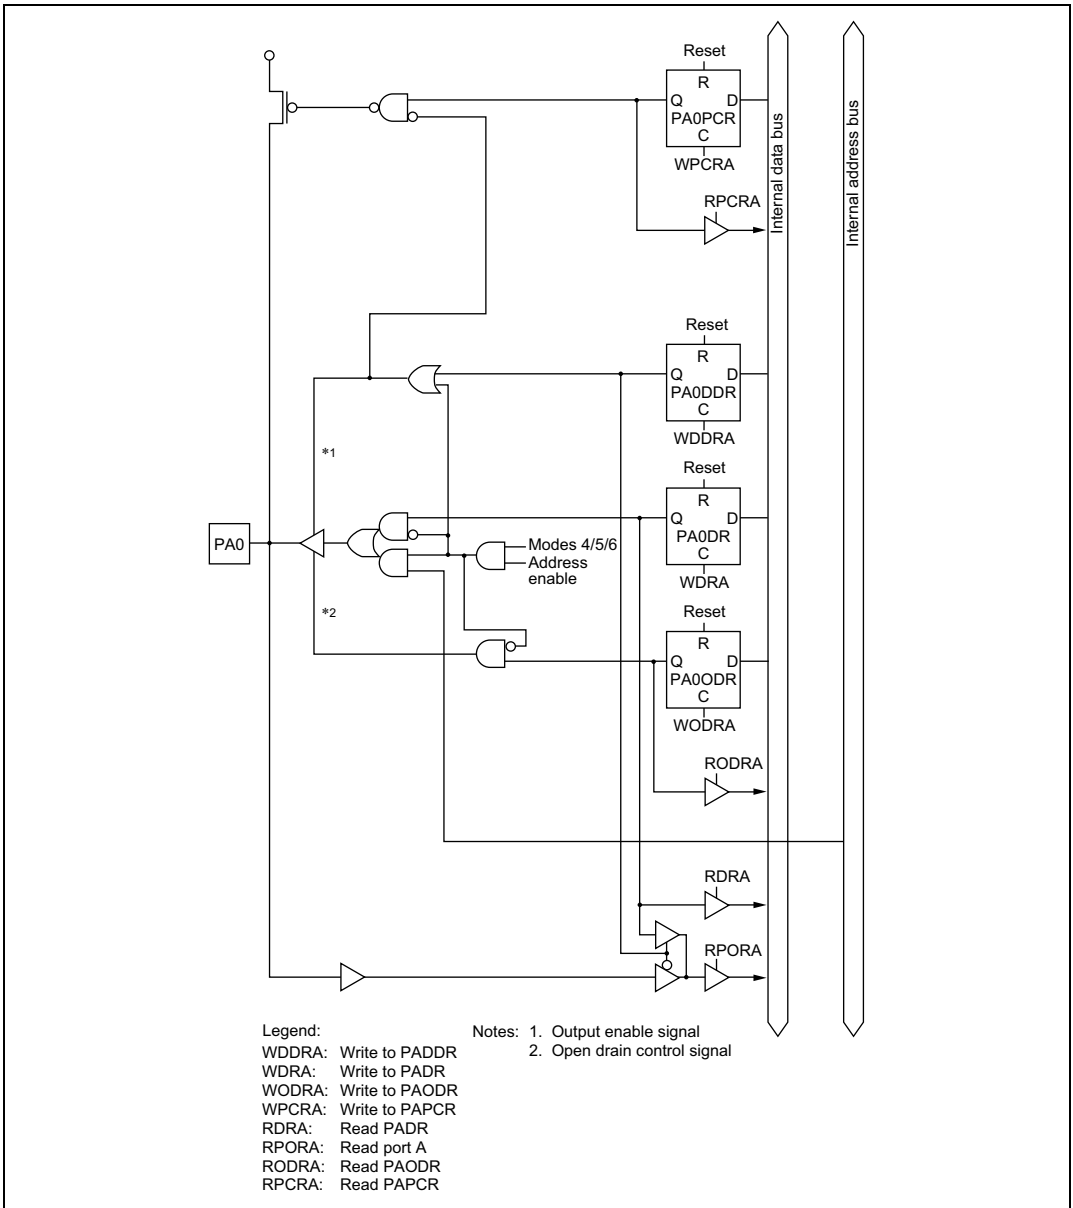 Reset
R
Q D
PA0PCR
C
WPCRA
RPCRA
Internal data bus
Internal address bus
Reset
R
Q D
PA0DDR
C
WDDRA
*1
Reset
R
Q D
PA0DR
C
WDRA
PA0
Modes 4/5/6
Address
enable
*2
Reset
R
Q D
PA0ODR
C
WODRA
RODRA
RDRA
RPORA
Legend:
WDDRA: Write to PADDR
WDRA: Write to PADR
WODRA: Write to PAODR
WPCRA: Write to PAPCR
RDRA: Read PADR
RPORA: Read port A
RODRA: Read PAODR
RPCRA: Read PAPCR
Notes: 1. Output enable signal
2. Open drain control signal